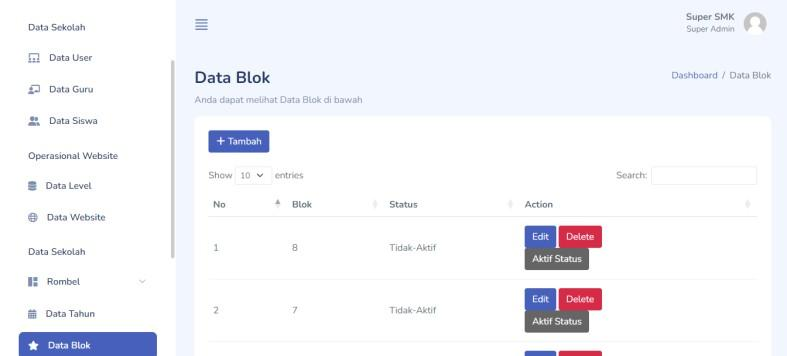 Data Sekolah
Data User
Data Guru
Data Siswa
Operasional Website
Data Level
Data Website
Data Sekolah
Rombel
Data Tahun
Data Blok
Super SMK
Super Admin
Data Blok
Dashboard / Data Blok
Anda dapat melihat Data Blok di bawah
+ Tambah
Show 10 entries
Search:
No Blok Status Action
1 8 Tidak-Aktif Edit Delete
Aktif Status
2 7 Tidak-Aktif Edit Delete
Aktif Status